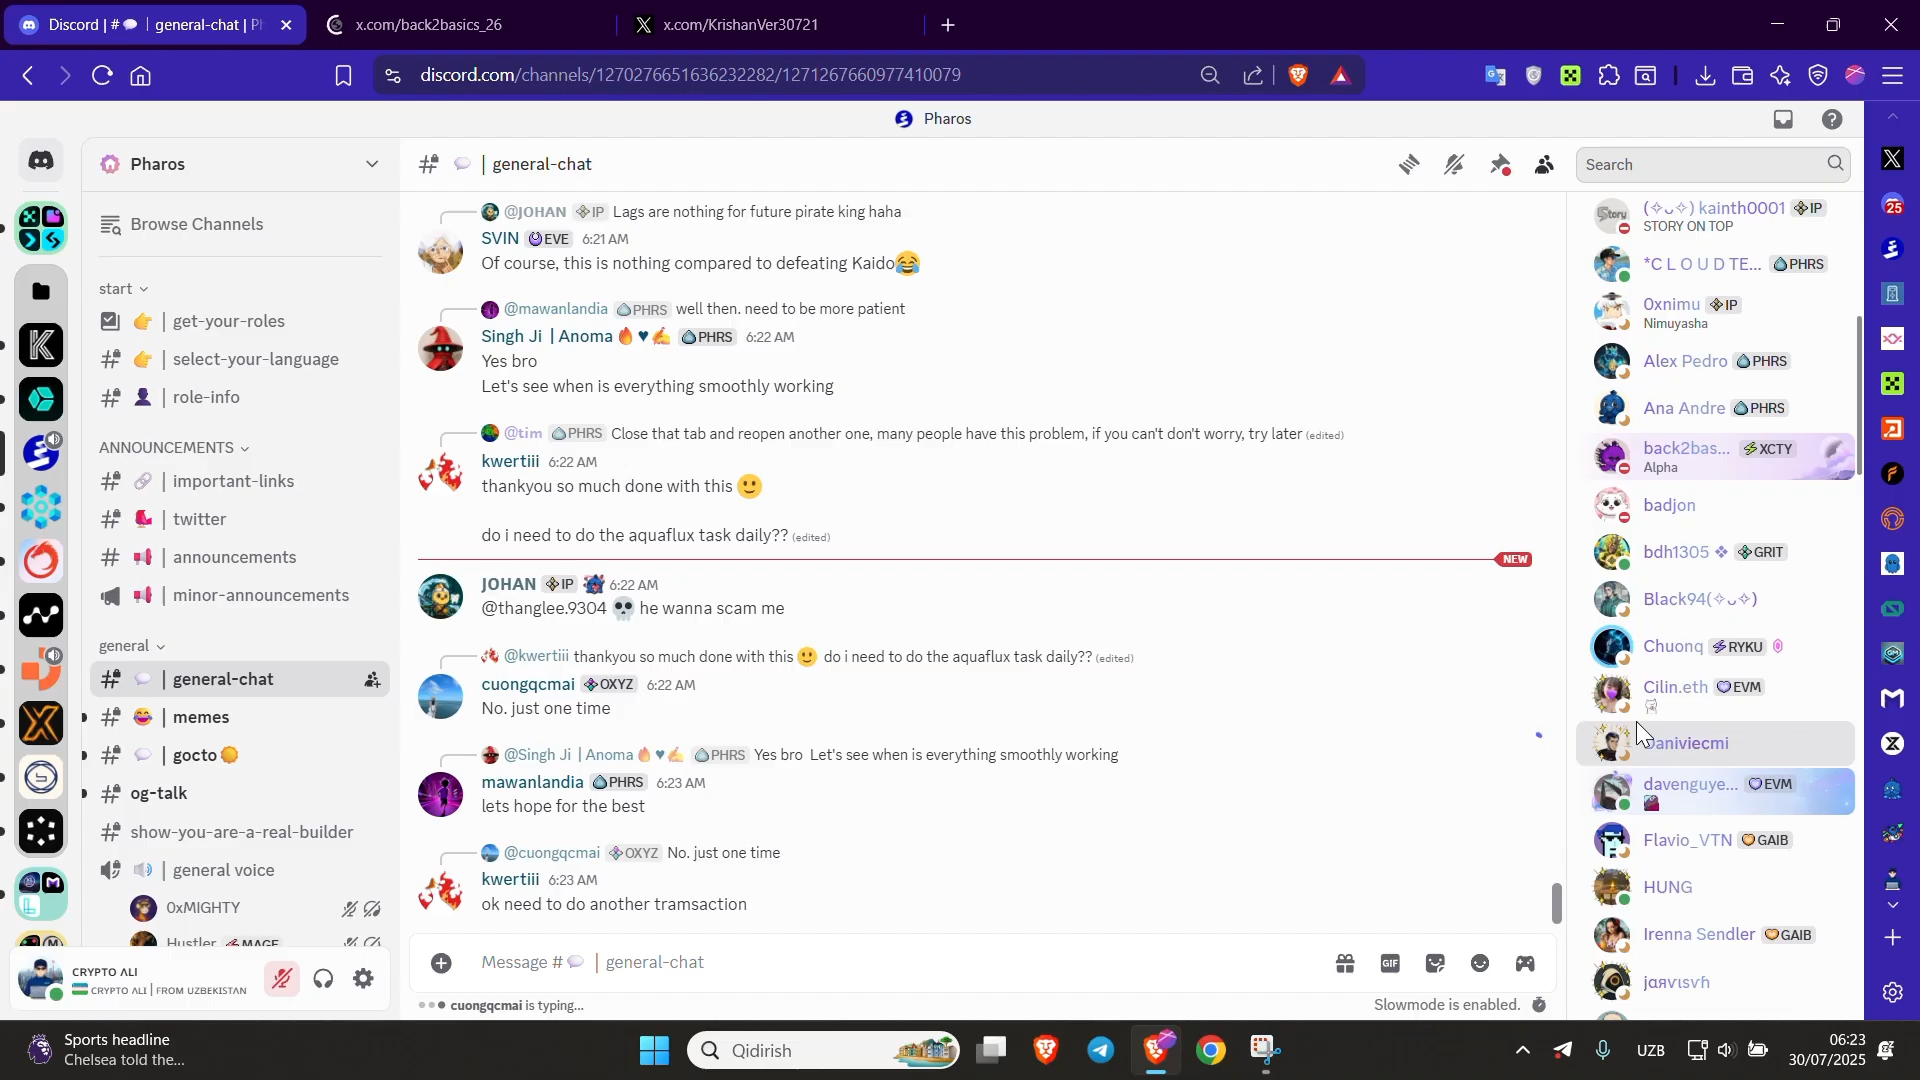 Discord | # | general-chat | Ph
x.com/back2basics_26
x.com/KrishanVer30721
discord.com/channels/1270276651636232282/1271267660977410079
25
Pharos
Pharos
Browse Channels
start
| get-your-roles
| select-your-language
| role-info
ANNOUNCEMENTS
| important-links
| twitter
| announcements
| minor-announcements
general
| general-chat
| memes
| gocto
og-talk
show-you-are-a-real-builder
| general voice
0xMIGHTY
Hustler MAGE
CRYPTO ALI
CRYPTO ALI | FROM UZBEKISTAN
| general-chat
Search
@JOHAN IP Lags are nothing for future pirate king haha
SVIN EVE 6:21 AM
Of course, this is nothing compared to defeating Kaido😂
@mawanlandia PHRS well then. need to be more patient
Singh Ji | Anoma 🔥♥✍ PHRS 6:22 AM
Yes bro
Let's see when is everything smoothly working
@tim PHRS Close that tab and reopen another one, many people have this problem, if you can't don't worry, try later (edited)
kwertiii 6:22 AM
thankyou so much done with this 🙂
do i need to do the aquaflux task daily?? (edited)
NEW
JOHAN IP 6:22 AM
@thanglee.9304 💀 he wanna scam me
@kwertiii thankyou so much done with this 🙂 do i need to do the aquaflux task daily?? (edited)
cuongqcmai OXYZ 6:22 AM
No. just one time
@Singh Ji | Anoma 🔥♥✍ PHRS Yes bro Let's see when is everything smoothly working
mawanlandia PHRS 6:23 AM
lets hope for the best
@cuongqcmai OXYZ No. just one time
kwertiii 6:23 AM
ok need to do another tramsaction
Message # | general-chat
GIF
cuongqcmai is typing...
Slowmode is enabled.
Story
(✧ᴗ✧) kainth0001 IP
STORY ON TOP
*C L O U D TE... PHRS
0xnimu IP
Nimuyasha
Alex Pedro PHRS
Ana Andre PHRS
back2bas... XCTY
Alpha
badjon
bdh1305 ❖ GRIT
Black94(✧ᴗ✧)
Chuonq RYKU
Cilin.eth EVM
aniviecmi
davenguye... EVM
Flavio_VTN GAIB
HUNG
Irenna Sendler GAIB
jαяνιѕνһ
Sports headline
Chelsea told the...
Qidirish
UZB
06:23
30/07/2025